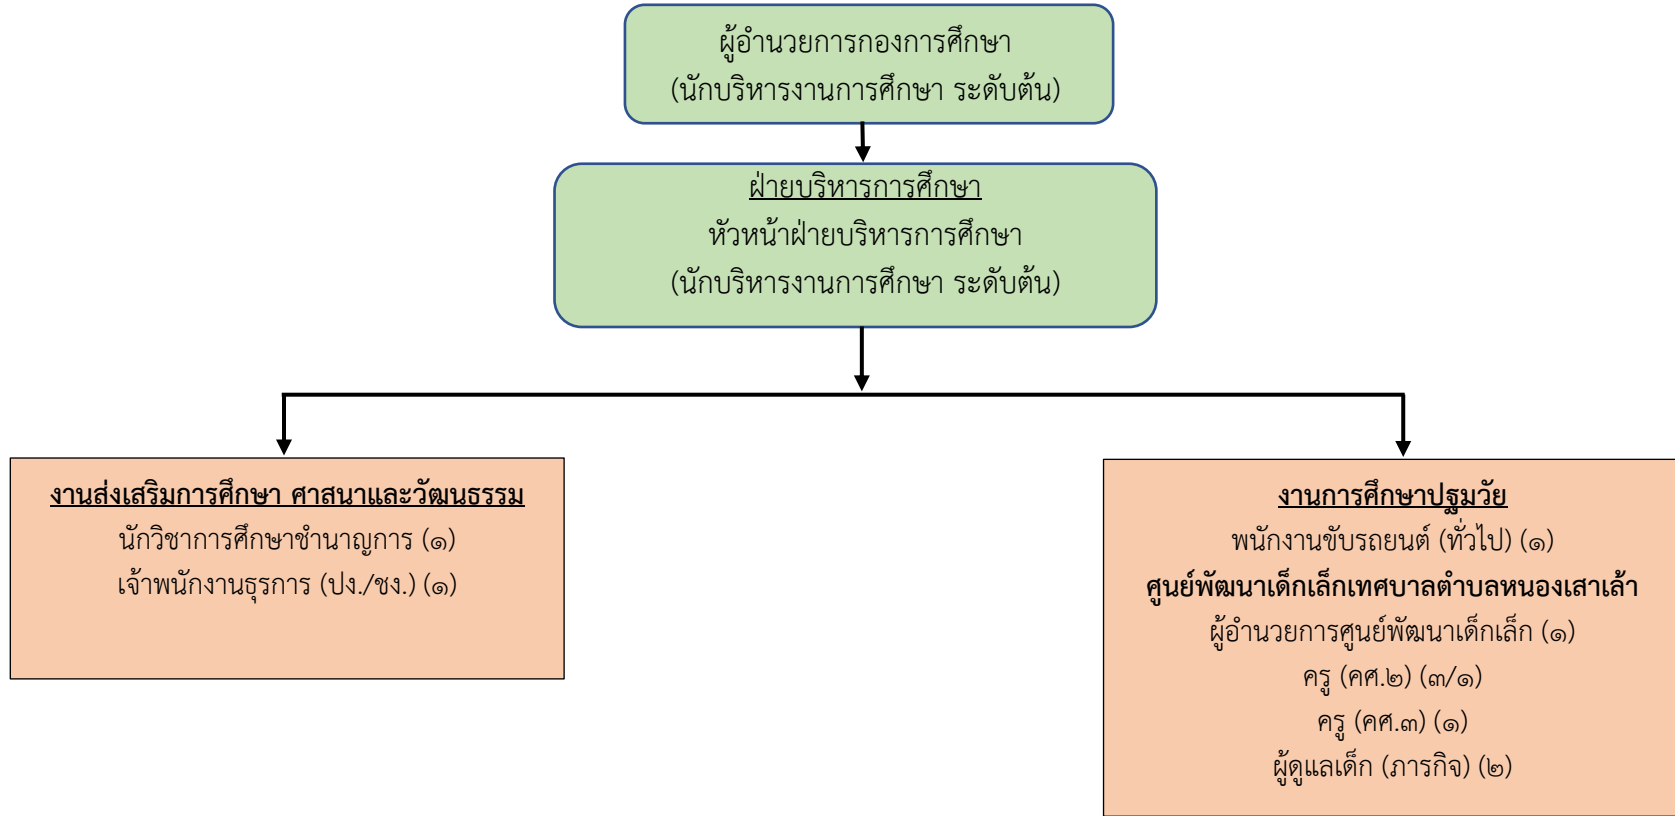 ผู้อำนวยการกองการศึกษา
(นักบริหารงานการศึกษา ระดับต้น)
ฝ่ายบริหารการศึกษา
หัวหน้าฝ่ายบริหารการศึกษา
(นักบริหารงานการศึกษา ระดับต้น)
งานส่งเสริมการศึกษา ศาสนาและวัฒนธรรม
นักวิชาการศึกษาชำนาญการ (๑)
เจ้าพนักงานธุรการ (ปง./ชง.) (๑)
งานการศึกษาปฐมวัย
พนักงานขับรถยนต์ (ทั่วไป) (๑)
ศูนย์พัฒนาเด็กเล็กเทศบาลตำบลหนองเสาเล้า
ผู้อำนวยการศูนย์พัฒนาเด็กเล็ก (๑)
ครู (คศ.๒) (๓/๑)
ครู (คศ.๓) (๑)
ผู้ดูแลเด็ก (ภารกิจ) (๒)